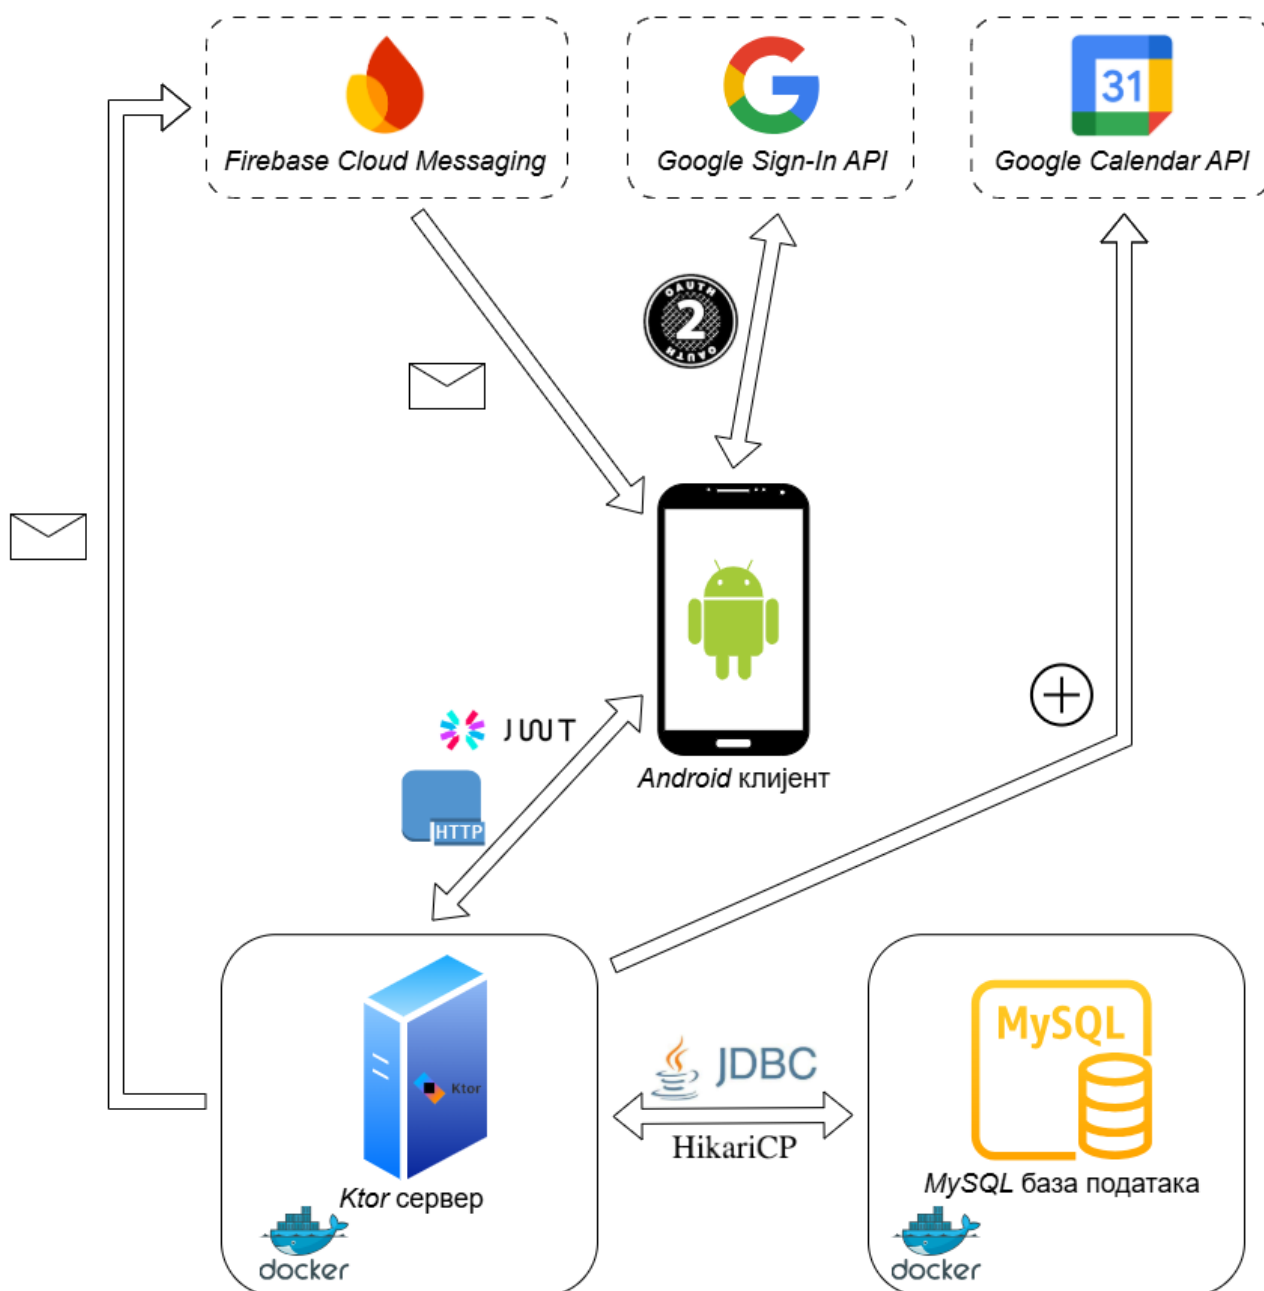 31
Firebase Cloud Messaging
Google Sign-In API
Google Calendar API
OAUTH
2
OAUTH
JWT
HTTP
Android клијент
MySQL
JDBC
Ktor
HikariCP
Ktor сервер
MySQL база података
docker
docker